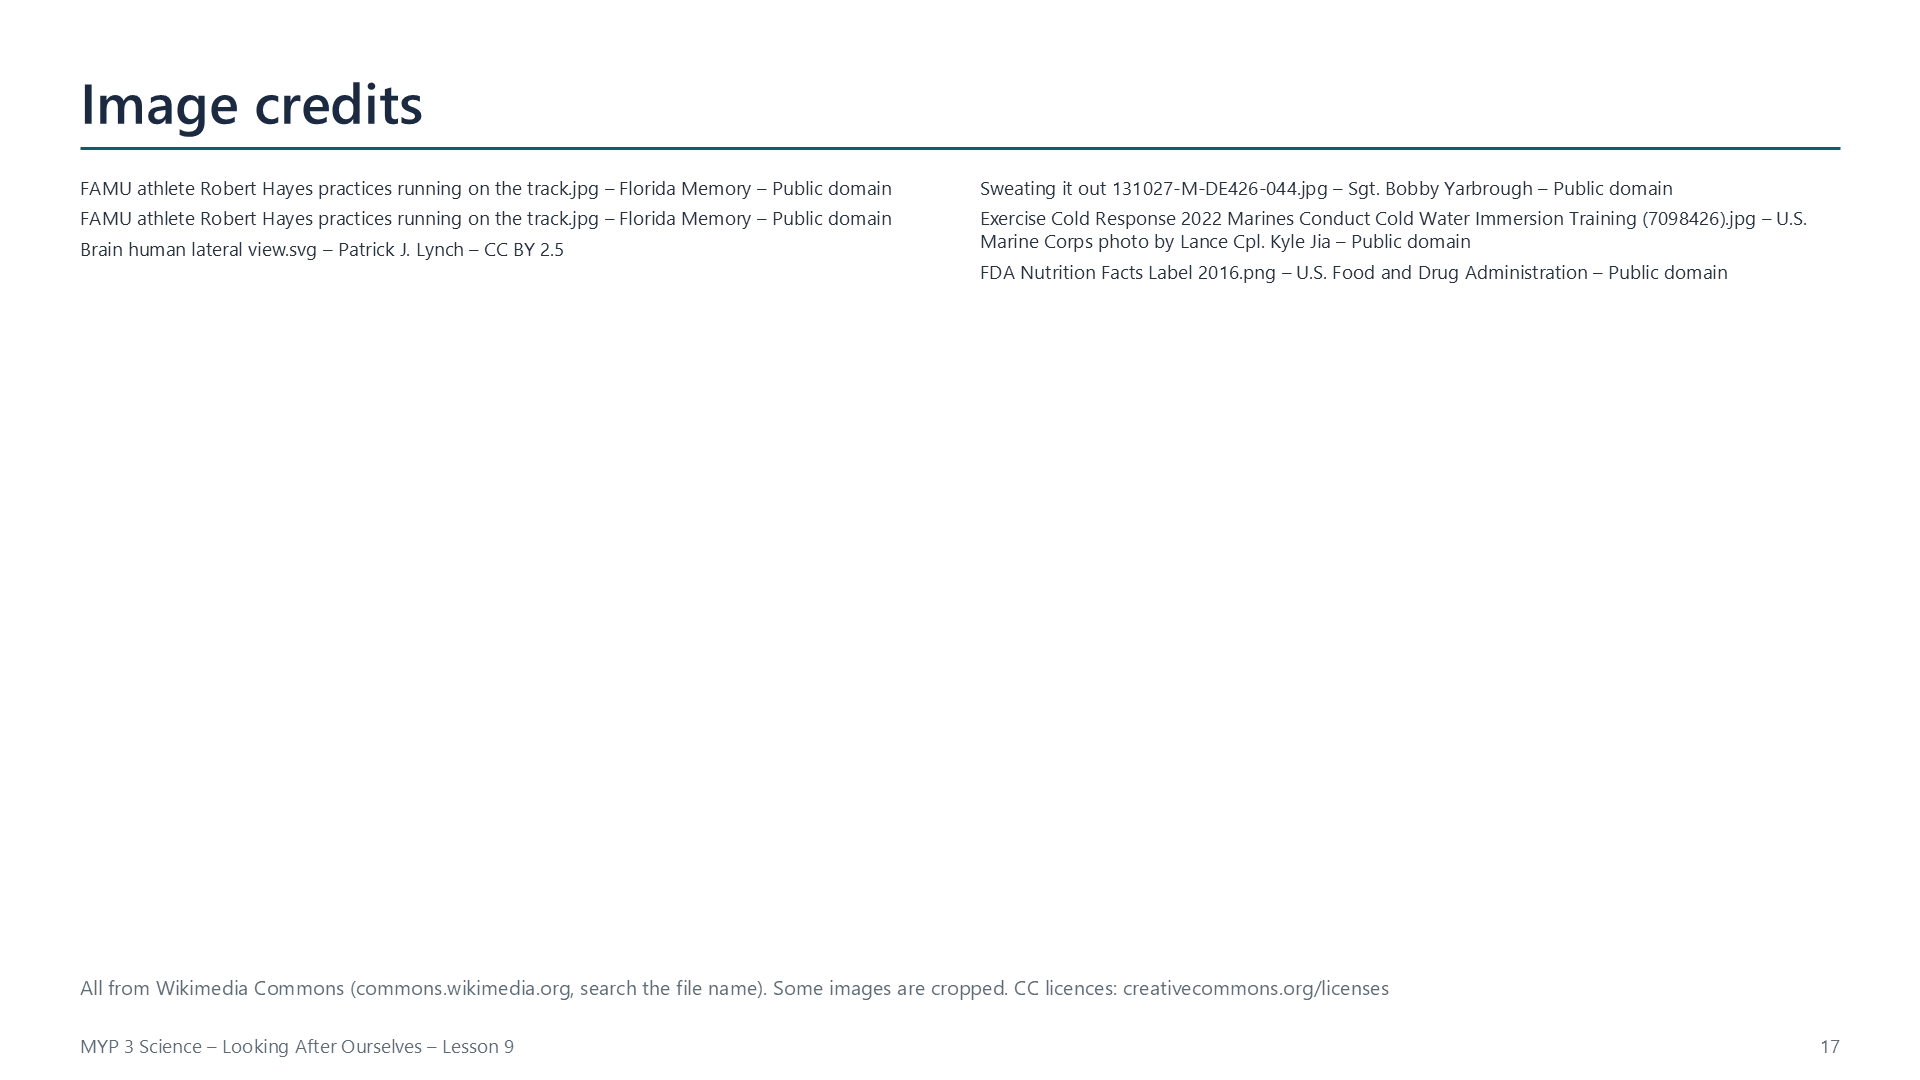 Image credits
FAMU athlete Robert Hayes practices running on the track.jpg – Florida Memory – Public domain
FAMU athlete Robert Hayes practices running on the track.jpg – Florida Memory – Public domain
Brain human lateral view.svg – Patrick J. Lynch – CC BY 2.5
Sweating it out 131027-M-DE426-044.jpg – Sgt. Bobby Yarbrough – Public domain
Exercise Cold Response 2022 Marines Conduct Cold Water Immersion Training (7098426).jpg – U.S.
Marine Corps photo by Lance Cpl. Kyle Jia – Public domain
FDA Nutrition Facts Label 2016.png – U.S. Food and Drug Administration – Public domain
All from Wikimedia Commons (commons.wikimedia.org, search the file name). Some images are cropped. CC licences: creativecommons.org/licenses
MYP 3 Science – Looking After Ourselves – Lesson 9
17